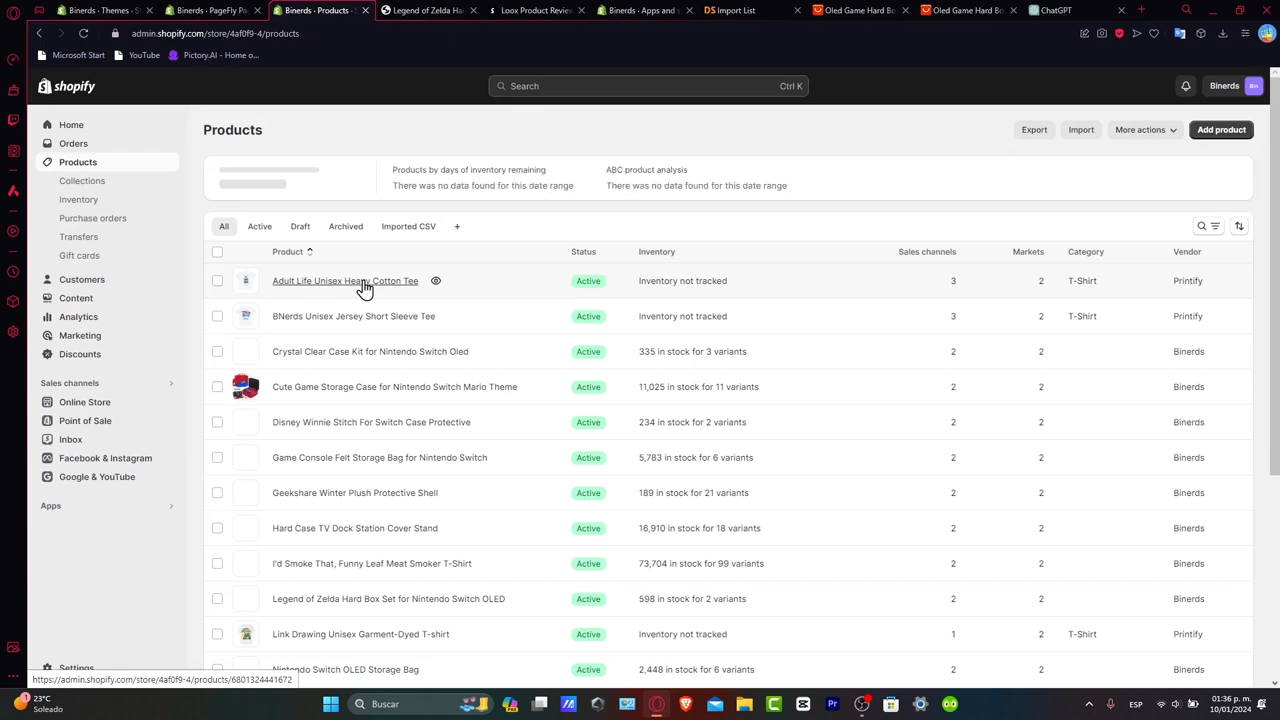 Binerds · Themes · S
Binerds · PageFly Pa
Binerds · Products ·
Legend of Zelda Har
Loox Product Review
Binerds · Apps and s
Import List
Oled Game Hard Bo
Oled Game Hard Bo
ChatGPT
admin.shopify.com/store/4af0f9-4/products
Microsoft Start
YouTube
Pictory.AI - Home o...
shopify
Search
Ctrl K
Binerds
Bin
Home
Orders
Products
Collections
Inventory
Purchase orders
Transfers
Gift cards
Customers
Content
Analytics
Marketing
Discounts
Sales channels
Online Store
Point of Sale
Inbox
Facebook & Instagram
Google & YouTube
Apps
Settings
Products
Export
Import
More actions
Add product
Products by days of inventory remaining
There was no data found for this date range
ABC product analysis
There was no data found for this date range
All Active Draft Archived Imported CSV +
Product Status Inventory Sales channels Markets Category Vendor
Adult Life Unisex Heavy Cotton Tee Active Inventory not tracked 3 2 T-Shirt Printify
BNerds Unisex Jersey Short Sleeve Tee Active Inventory not tracked 3 2 T-Shirt Printify
Crystal Clear Case Kit for Nintendo Switch Oled Active 335 in stock for 3 variants 2 2 Binerds
Cute Game Storage Case for Nintendo Switch Mario Theme Active 11,025 in stock for 11 variants 2 2 Binerds
Disney Winnie Stitch For Switch Case Protective Active 234 in stock for 2 variants 2 2 Binerds
Game Console Felt Storage Bag for Nintendo Switch Active 5,783 in stock for 6 variants 2 2 Binerds
Geekshare Winter Plush Protective Shell Active 189 in stock for 21 variants 2 2 Binerds
Hard Case TV Dock Station Cover Stand Active 16,910 in stock for 18 variants 2 2 Binerds
I'd Smoke That, Funny Leaf Meat Smoker T-Shirt Active 73,704 in stock for 99 variants 2 2 Binerds
Legend of Zelda Hard Box Set for Nintendo Switch OLED Active 598 in stock for 2 variants 2 2 Binerds
Link Drawing Unisex Garment-Dyed T-shirt Active Inventory not tracked 1 2 T-Shirt Printify
Nintendo Switch OLED Storage Bag Active 2,448 in stock for 6 variants 2 2 Binerds
https://admin.shopify.com/store/4af0f9-4/products/6801324441672
23°C
Soleado
Buscar
ESP
01:36 p. m.
10/01/2024